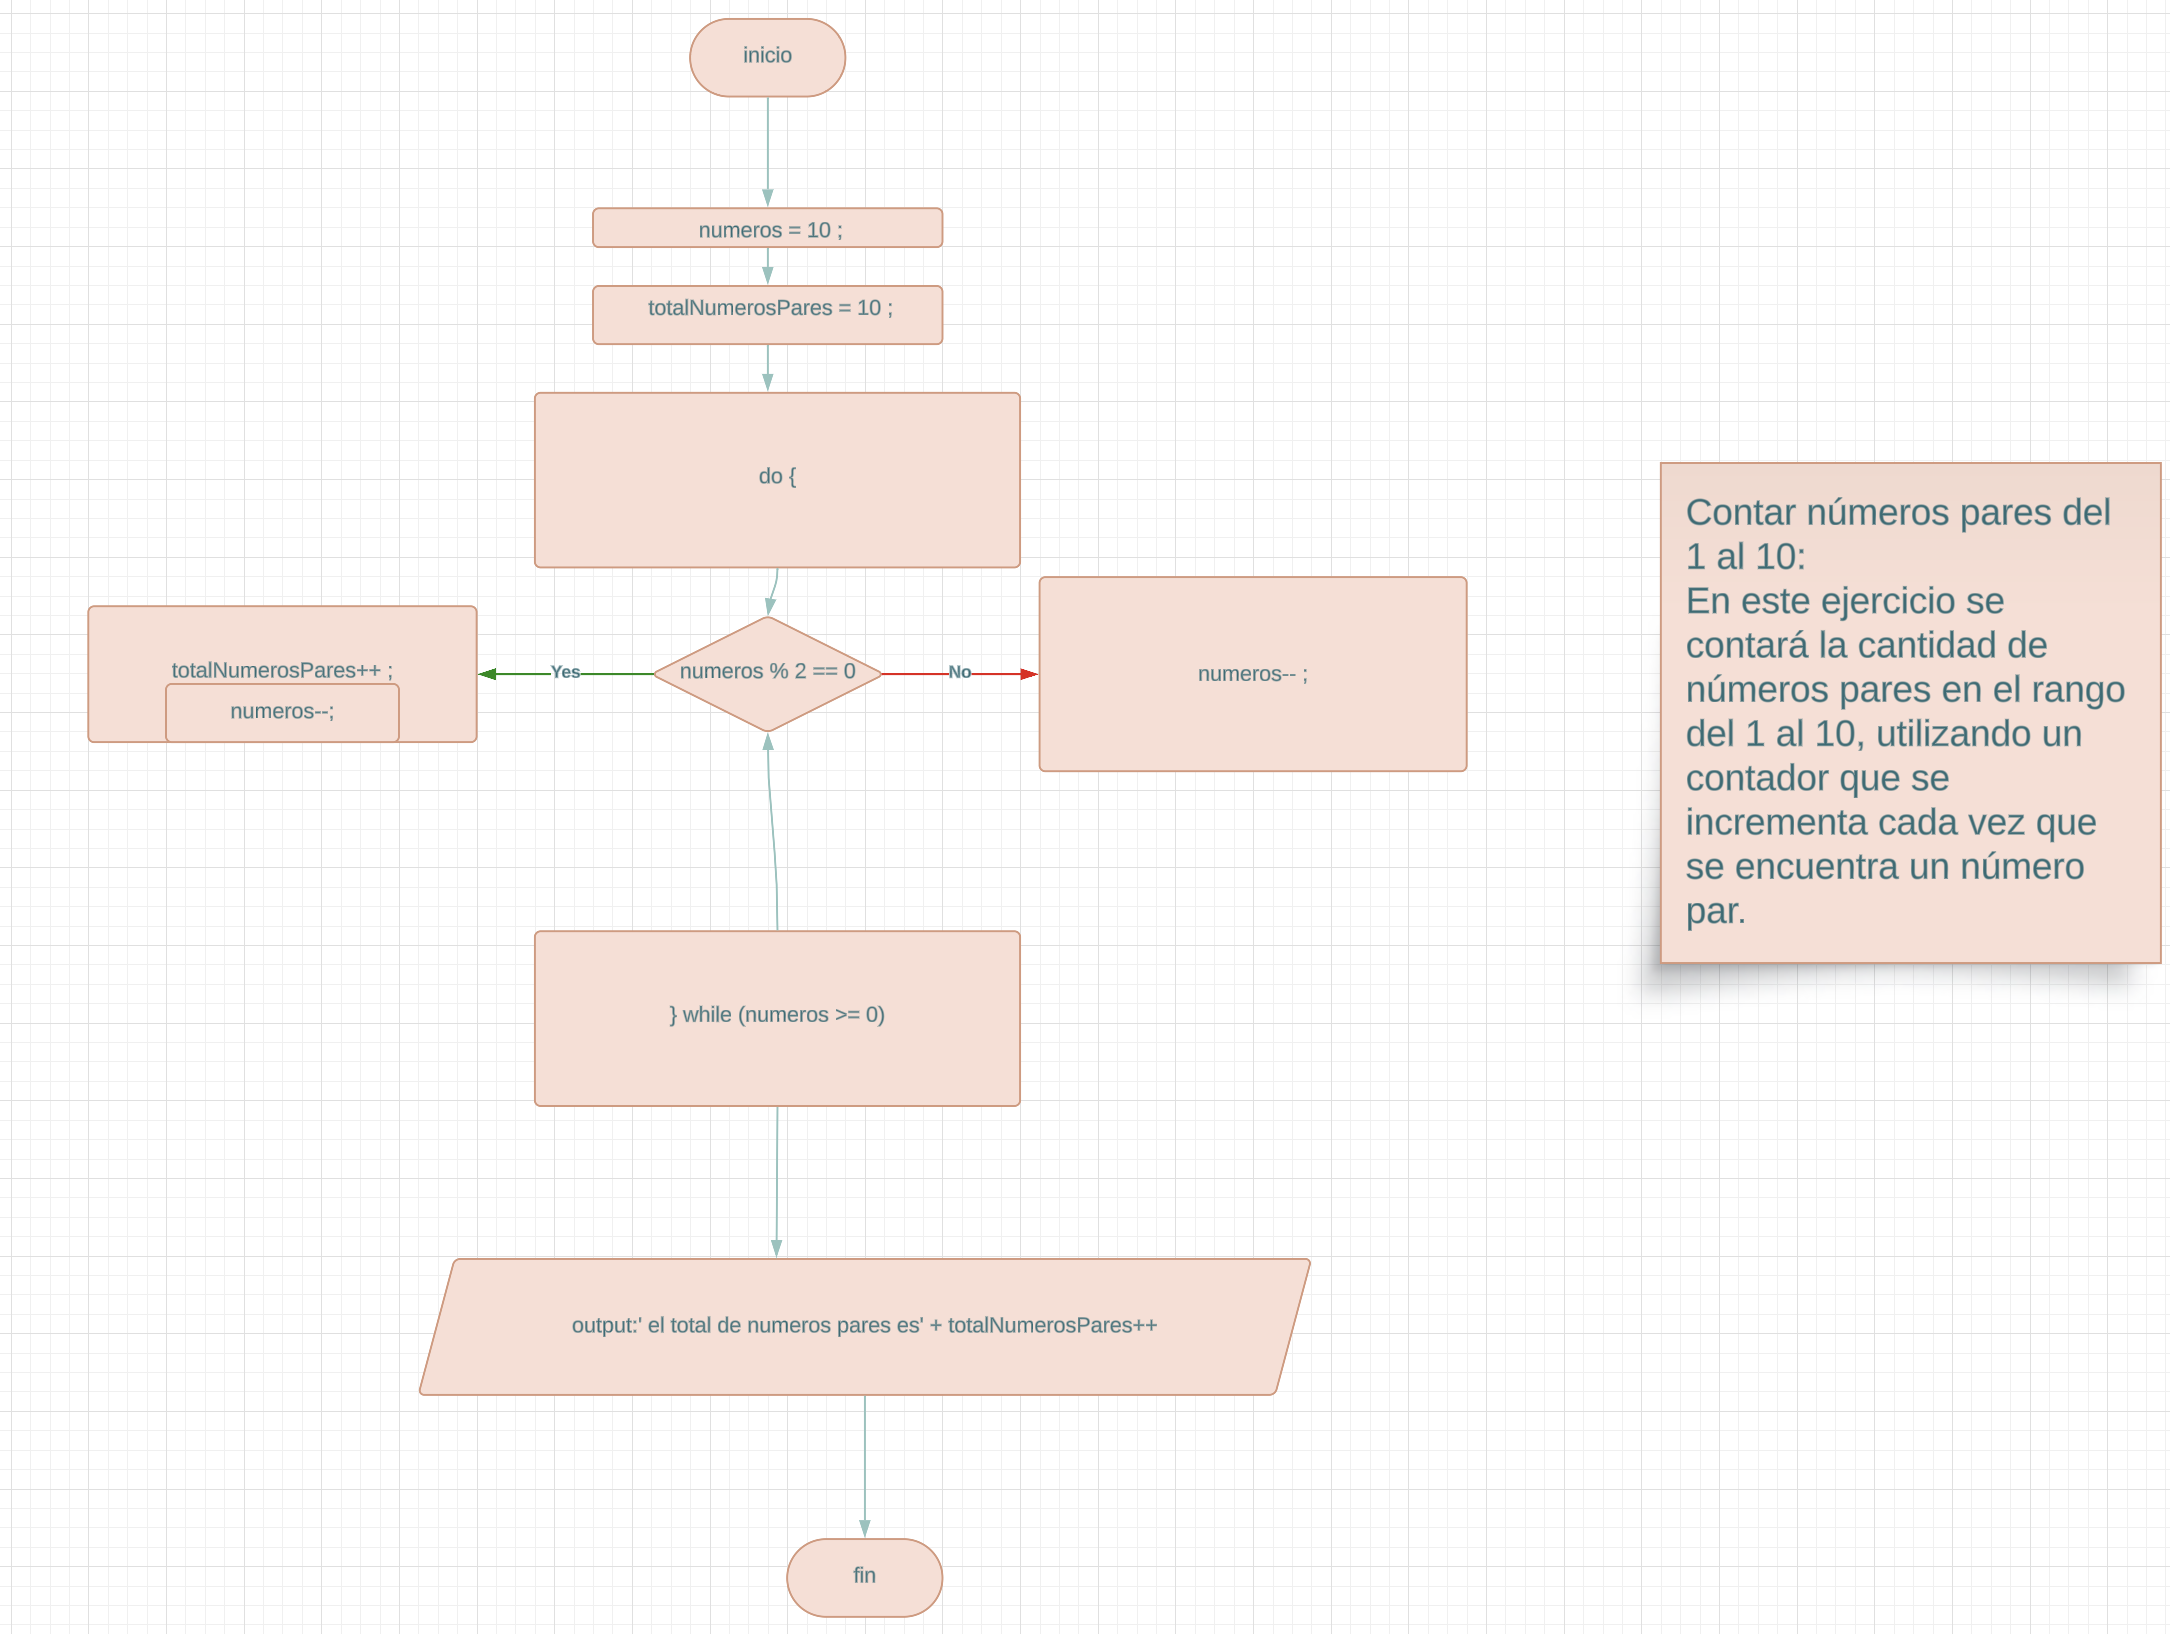 inicio
numeros = 10 ;
totalNumerosPares = 10 ;
do {
totalNumerosPares++ ;
numeros--;
Yes
numeros % 2 == 0
No
numeros-- ;
} while (numeros >= 0)
output:' el total de numeros pares es' + totalNumerosPares++
fin
Contar números pares del
1 al 10:
En este ejercicio se
contará la cantidad de
números pares en el rango
del 1 al 10, utilizando un
contador que se
incrementa cada vez que
se encuentra un número
par.